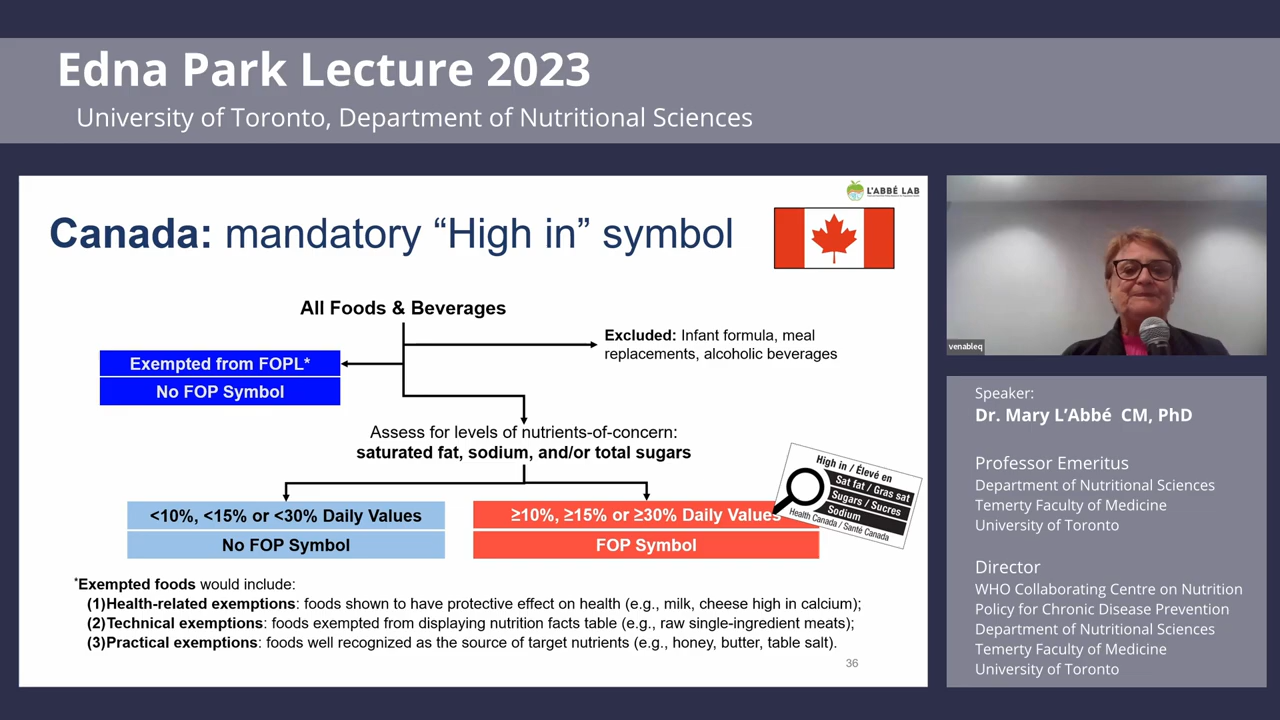 Edna Park Lecture 2023
University of Toronto, Department of Nutritional Sciences
L'ABBÉ LAB
Canada: mandatory “High in” symbol
All Foods & Beverages
Excluded: Infant formula, meal
replacements, alcoholic beverages
Exempted from FOPL*
No FOP Symbol
Assess for levels of nutrients-of-concern:
saturated fat, sodium, and/or total sugars
<10%, <15% or <30% Daily Values
No FOP Symbol
≥10%, ≥15% or ≥30% Daily Values
FOP Symbol
High in / Élevé en
Sat fat / Gras sat
Sugars / Sucres
Sodium
Health Canada / Santé Canada
*Exempted foods would include:
(1)Health-related exemptions: foods shown to have protective effect on health (e.g., milk, cheese high in calcium);
(2)Technical exemptions: foods exempted from displaying nutrition facts table (e.g., raw single-ingredient meats);
(3)Practical exemptions: foods well recognized as the source of target nutrients (e.g., honey, butter, table salt).
36
venableq
Speaker:
Dr. Mary L’Abbé CM, PhD
Professor Emeritus
Department of Nutritional Sciences
Temerty Faculty of Medicine
University of Toronto
Director
WHO Collaborating Centre on Nutrition
Policy for Chronic Disease Prevention
Department of Nutritional Sciences
Temerty Faculty of Medicine
University of Toronto